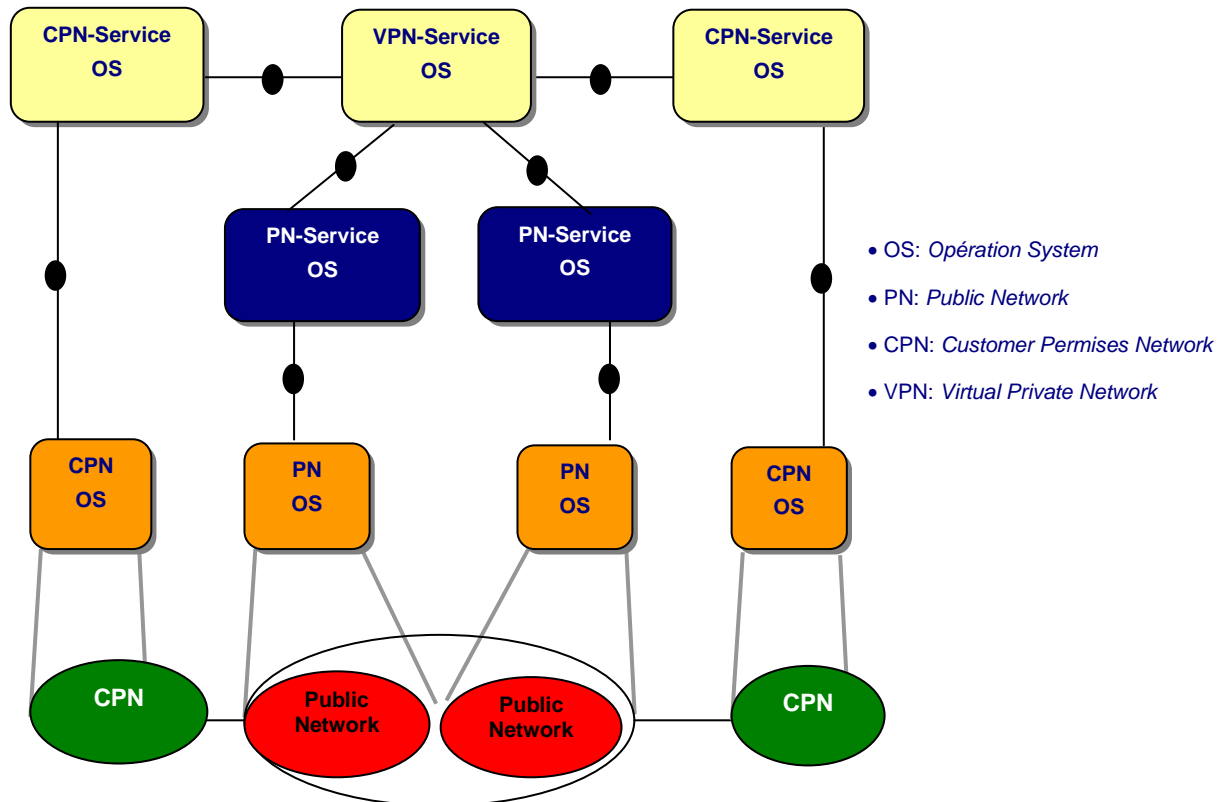 CPN-Service
OS
VPN-Service
OS
CPN-Service
OS
PN-Service
OS
PN-Service
OS
• OS: Opération System
• PN: Public Network
• CPN: Customer Permises Network
• VPN: Virtual Private Network
CPN
OS
PN
OS
PN
OS
CPN
OS
CPN
Public
Network
Public
Network
CPN